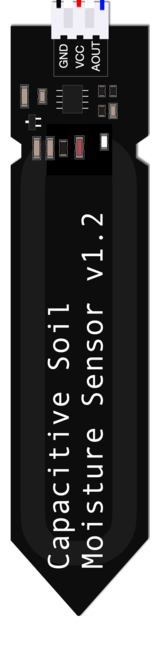 GND
VCC
AOUT
Capacitive Soil
Moisture Sensor v1.2